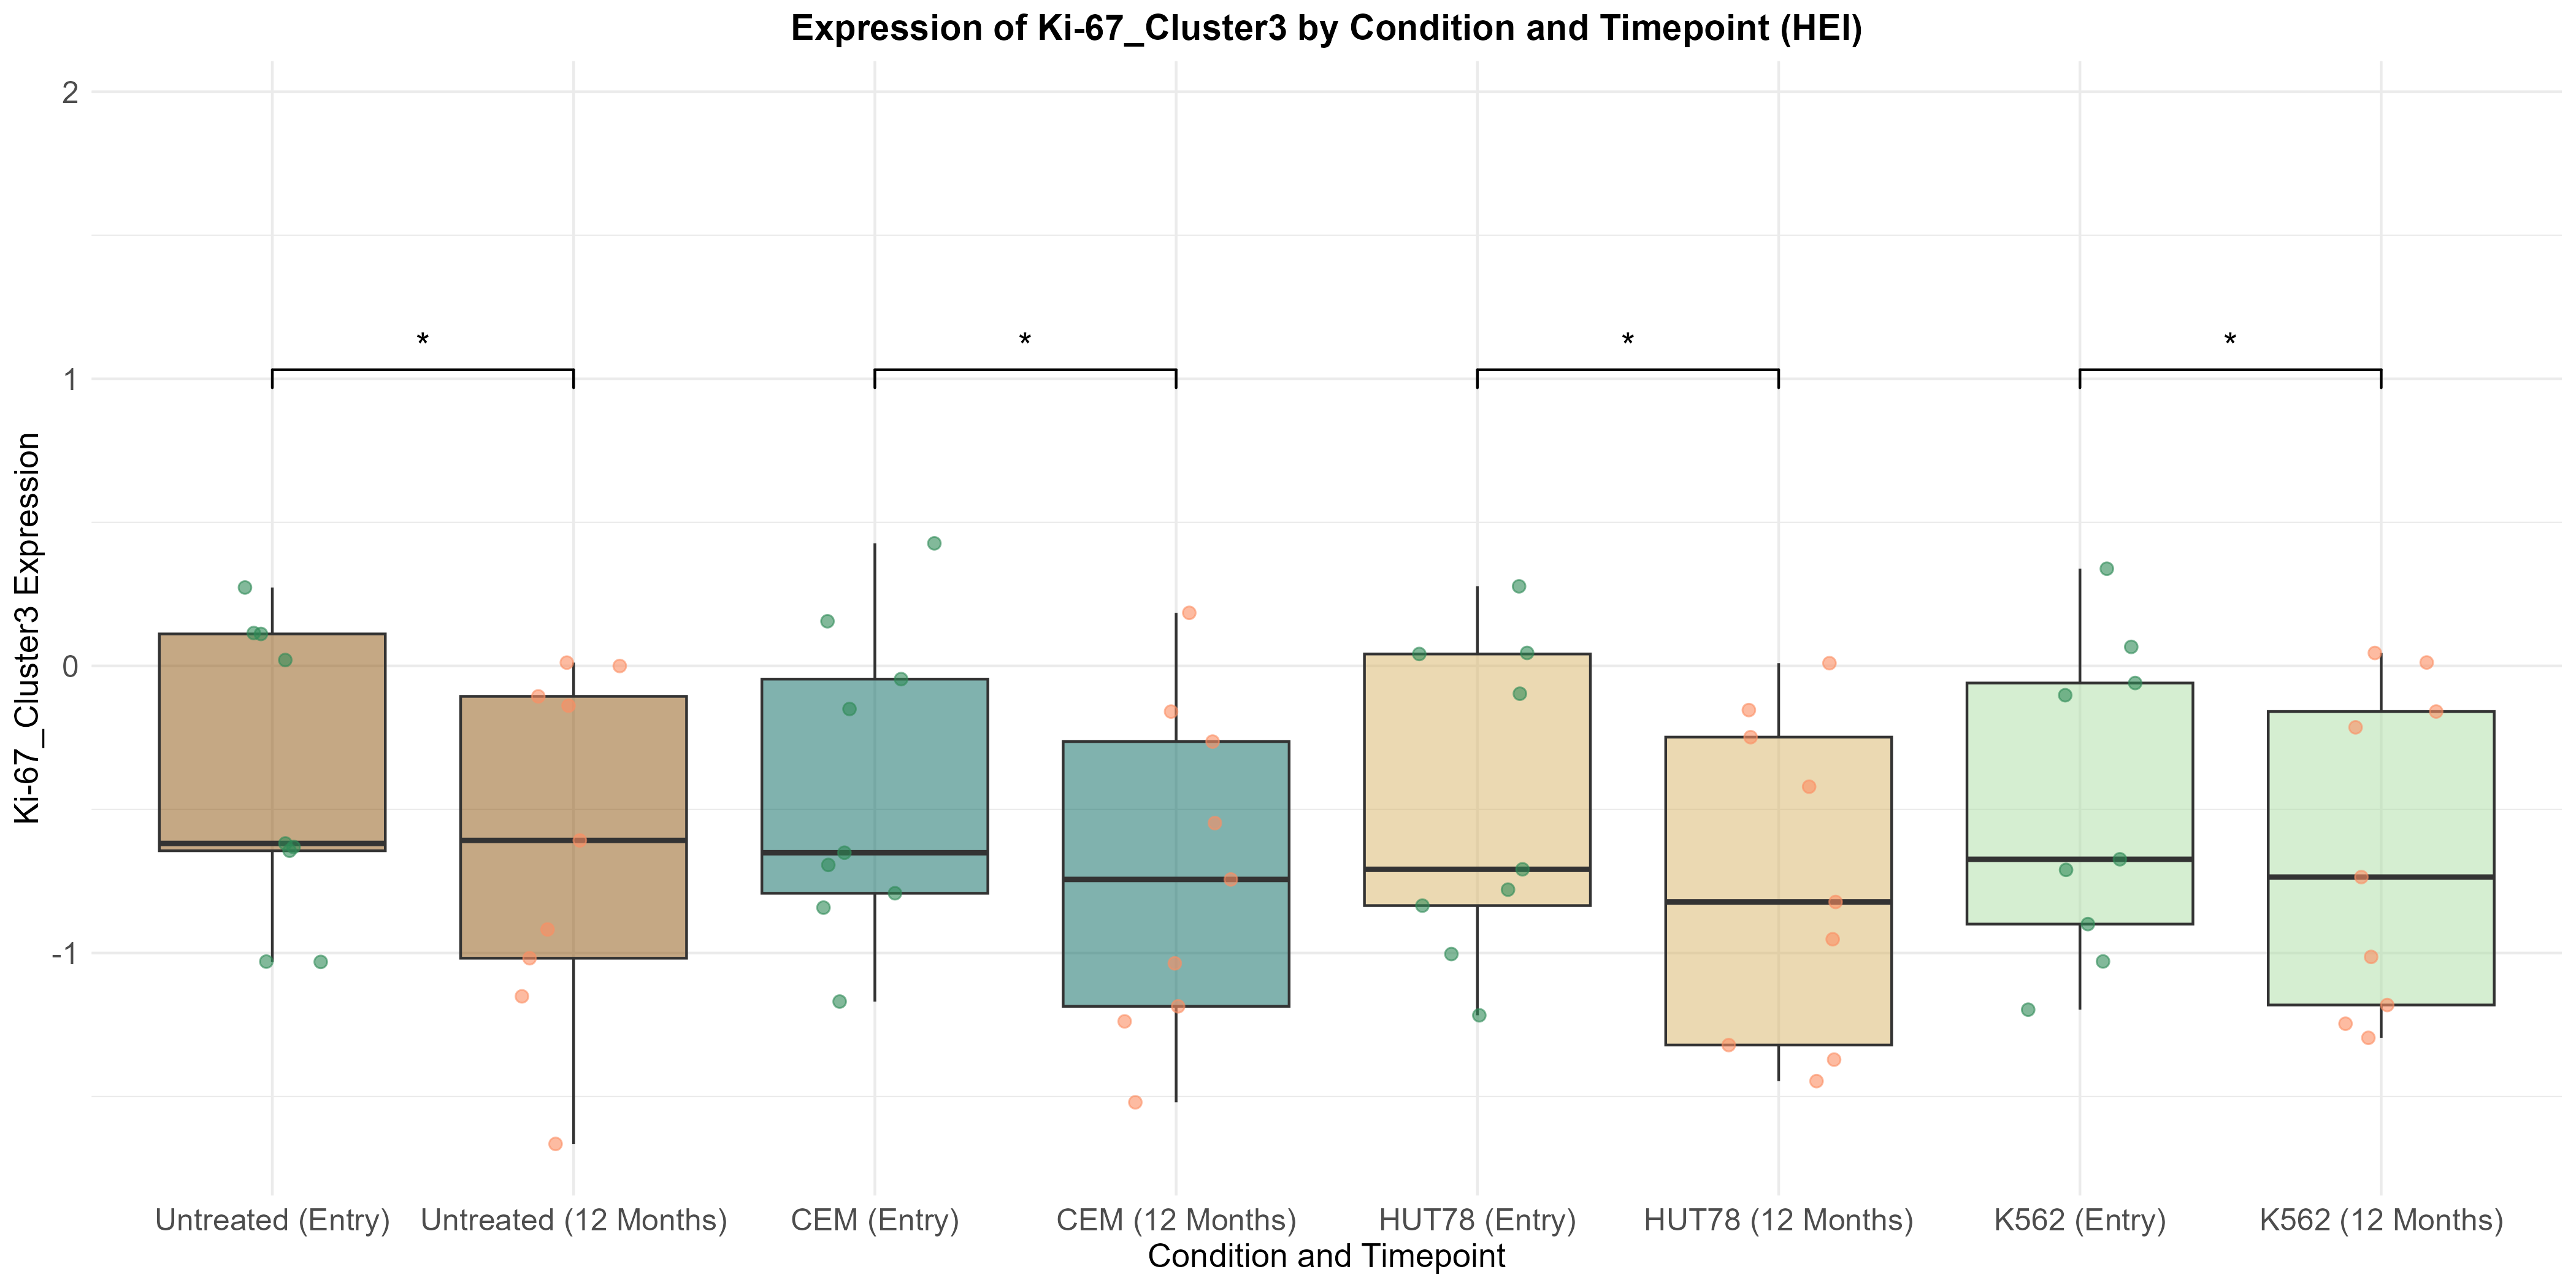 Expression of Ki-67_Cluster3 by Condition and Timepoint (HEI)
Ki-67_Cluster3 Expression
2
1
0
-1
* * * *
Untreated (Entry) Untreated (12 Months) CEM (Entry) CEM (12 Months) HUT78 (Entry) HUT78 (12 Months) K562 (Entry) K562 (12 Months)
Condition and Timepoint